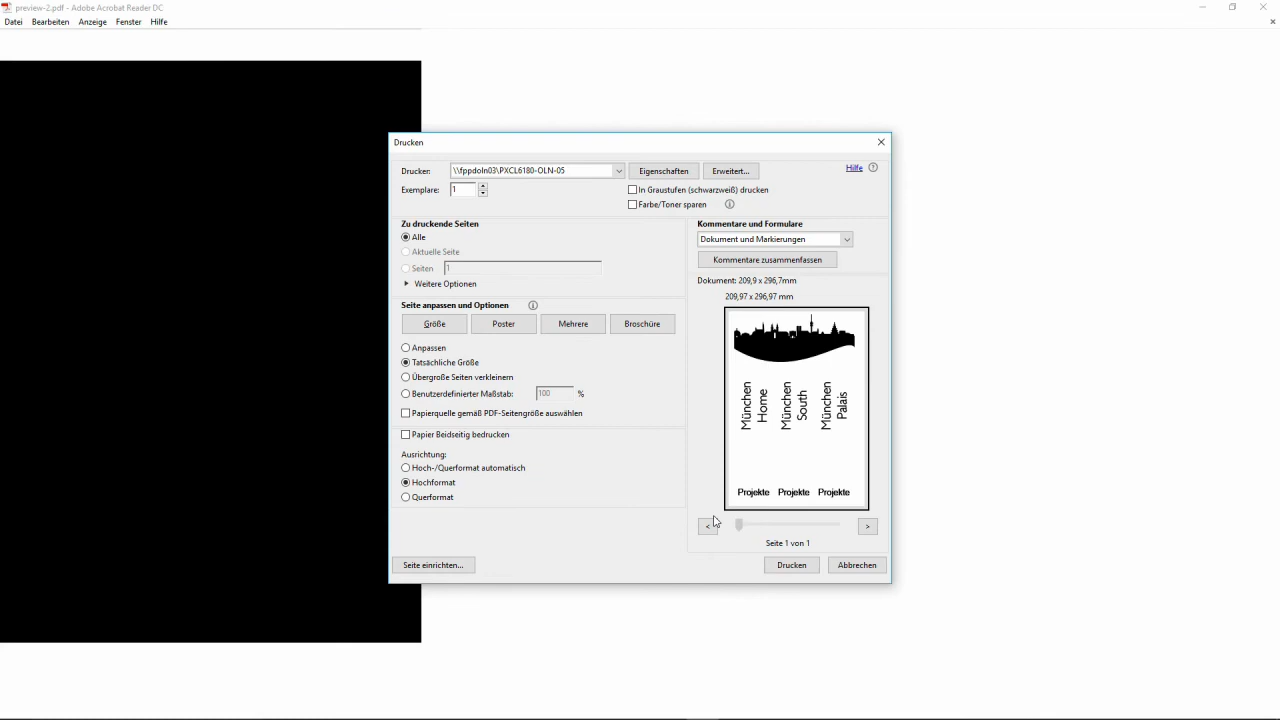 preview-2.pdf - Adobe Acrobat Reader DC
Datei Bearbeiten Anzeige Fenster Hilfe
Drucken
Drucker: \\fppdoln03\PXCL6180-OLN-05 Eigenschaften Erweitert... Hilfe ?
Exemplare: 1 In Graustufen (schwarzweiß) drucken
Farbe/Toner sparen i
Zu druckende Seiten
Alle
Aktuelle Seite
Seiten 1
Weitere Optionen
Seite anpassen und Optionen i
Größe Poster Mehrere Broschüre
Anpassen
Tatsächliche Größe
Übergroße Seiten verkleinern
Benutzerdefinierter Maßstab: 100 %
Papierquelle gemäß PDF-Seitengröße auswählen
Papier Beidseitig bedrucken
Ausrichtung:
Hoch-/Querformat automatisch
Hochformat
Querformat
Kommentare und Formulare
Dokument und Markierungen
Kommentare zusammenfassen
Dokument: 209,9 x 296,7mm
209,97 x 296,97 mm
München
Home
München
South
München
Palais
Projekte Projekte Projekte
< >
Seite 1 von 1
Seite einrichten... Drucken Abbrechen